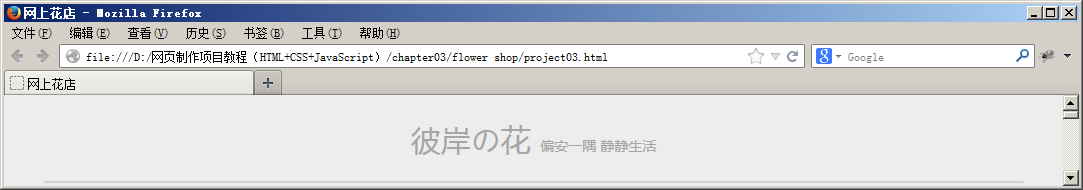 网上花店 - Mozilla Firefox
文件(F) 编辑(E) 查看(V) 历史(S) 书签(B) 工具(T) 帮助(H)
file:///D:/网页制作项目教程（HTML+CSS+JavaScript）/chapter03/flower shop/project03.html Google
网上花店
彼岸の花 偏安一隅 静静生活